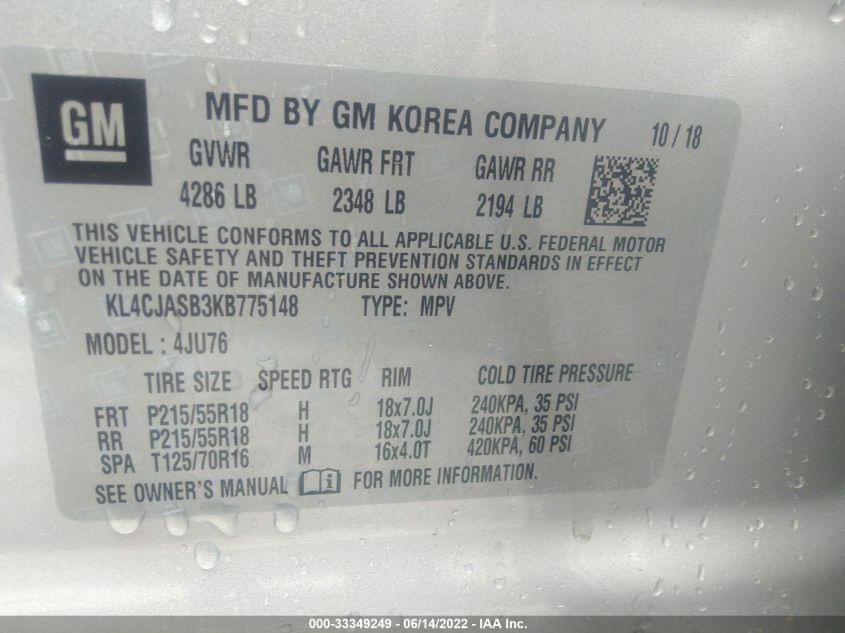 GM
MFD BY GM KOREA COMPANY 10 / 18
GVWR GAWR FRT GAWR RR
4286 LB 2348 LB 2194 LB
THIS VEHICLE CONFORMS TO ALL APPLICABLE U.S. FEDERAL MOTOR
VEHICLE SAFETY AND THEFT PREVENTION STANDARDS IN EFFECT
ON THE DATE OF MANUFACTURE SHOWN ABOVE.
KL4CJASB3KB775148 TYPE: MPV
MODEL : 4JU76
TIRE SIZE SPEED RTG RIM COLD TIRE PRESSURE
FRT P215/55R18 H 18x7.0J 240KPA, 35 PSI
RR P215/55R18 H 18x7.0J 240KPA, 35 PSI
SPA T125/70R16 M 16x4.0T 420KPA, 60 PSI
SEE OWNER'S MANUAL FOR MORE INFORMATION.
000-33349249 - 06/14/2022 - IAA Inc.